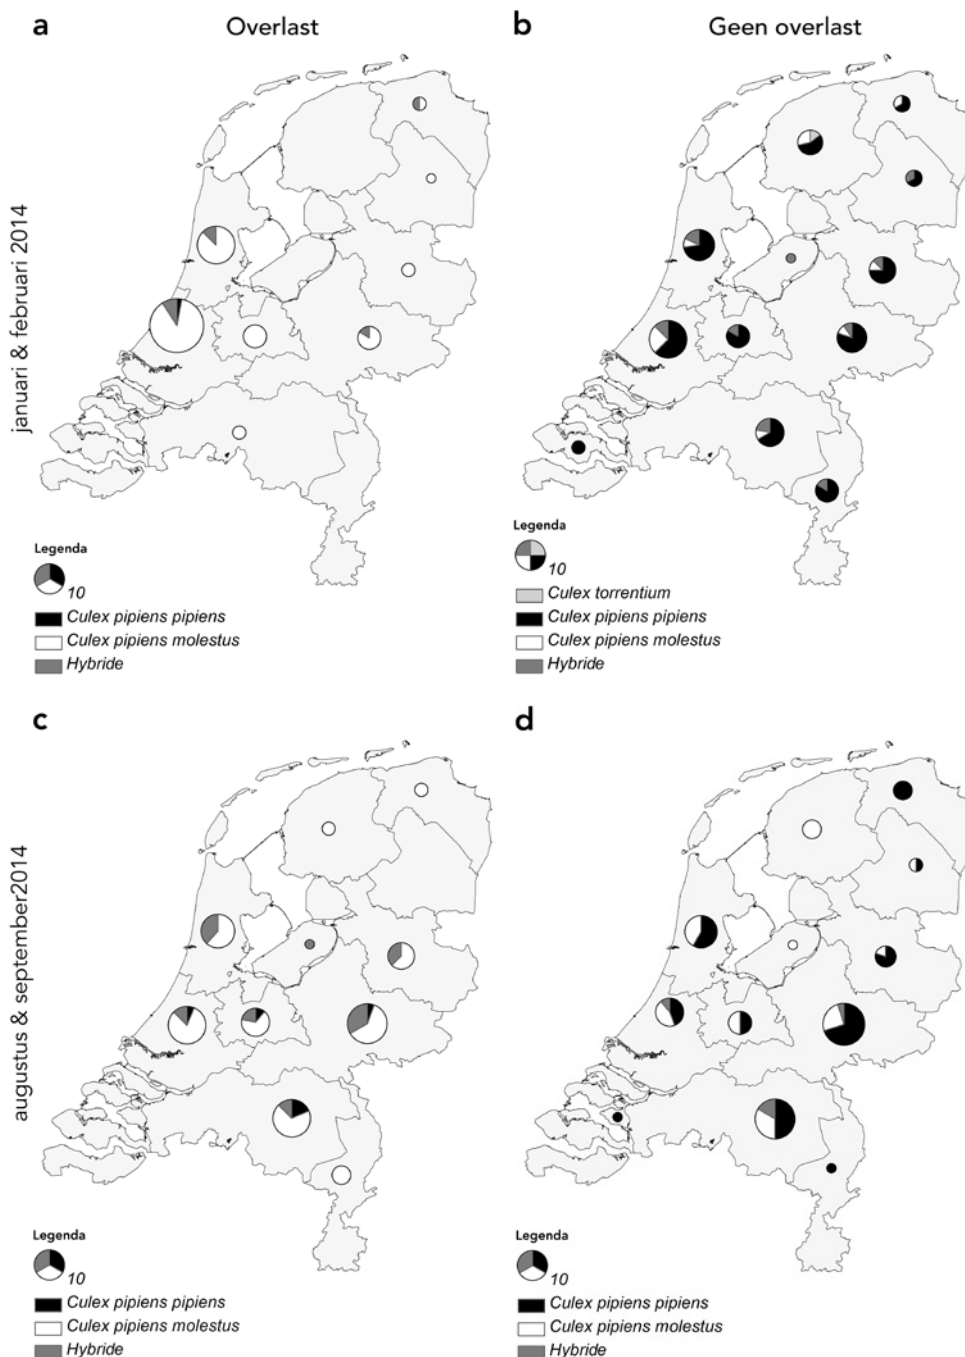 a
Overlast
b
Geen overlast
januari & februari 2014
Legenda
10
Culex pipiens pipiens
Culex pipiens molestus
Hybride
Legenda
10
Culex torrentium
Culex pipiens pipiens
Culex pipiens molestus
Hybride
c
d
augustus & september2014
Legenda
10
Culex pipiens pipiens
Culex pipiens molestus
Hybride
Legenda
10
Culex pipiens pipiens
Culex pipiens molestus
Hybride